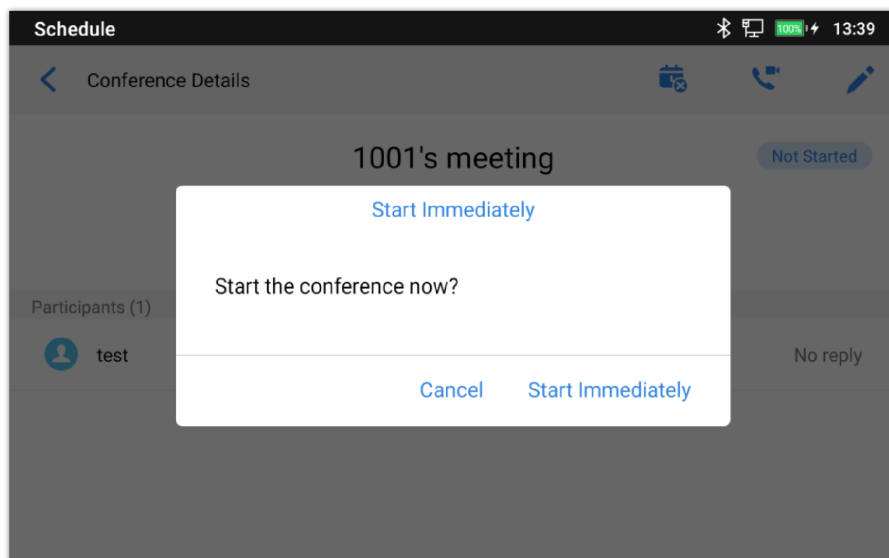 Schedule
100%
13:39
Conference Details
1001's meeting
Not Started
Start Immediately
Start the conference now?
Participants (1)
test
No reply
Cancel
Start Immediately